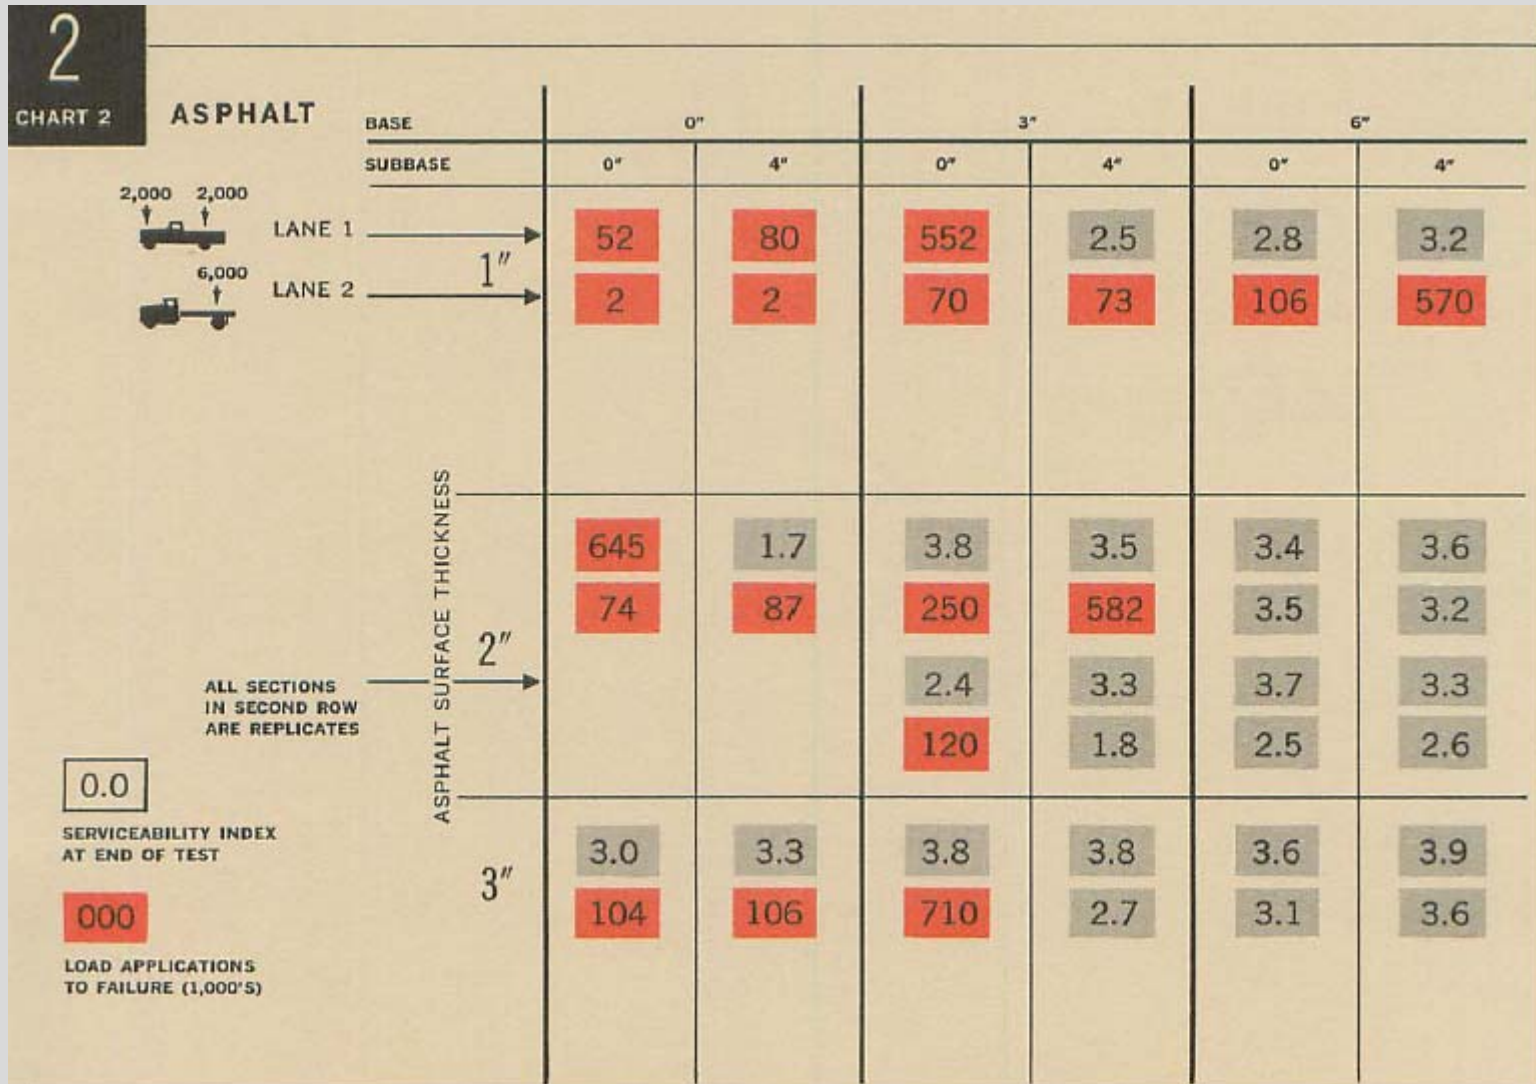 2
CHART 2
ASPHALT
BASE 0" 3" 6"
SUBBASE 0" 4" 0" 4" 0" 4"
2,000 2,000
LANE 1 52 80 552 2.5 2.8 3.2
1"
6,000
LANE 2 2 2 70 73 106 570
ASPHALT SURFACE THICKNESS
645 1.7 3.8 3.5 3.4 3.6
74 87 250 582 3.5 3.2
2"
ALL SECTIONS
IN SECOND ROW
ARE REPLICATES
2.4 3.3 3.7 3.3
120 1.8 2.5 2.6
0.0
SERVICEABILITY INDEX
AT END OF TEST
3.0 3.3 3.8 3.8 3.6 3.9
3"
000
104 106 710 2.7 3.1 3.6
LOAD APPLICATIONS
TO FAILURE (1,000'S)